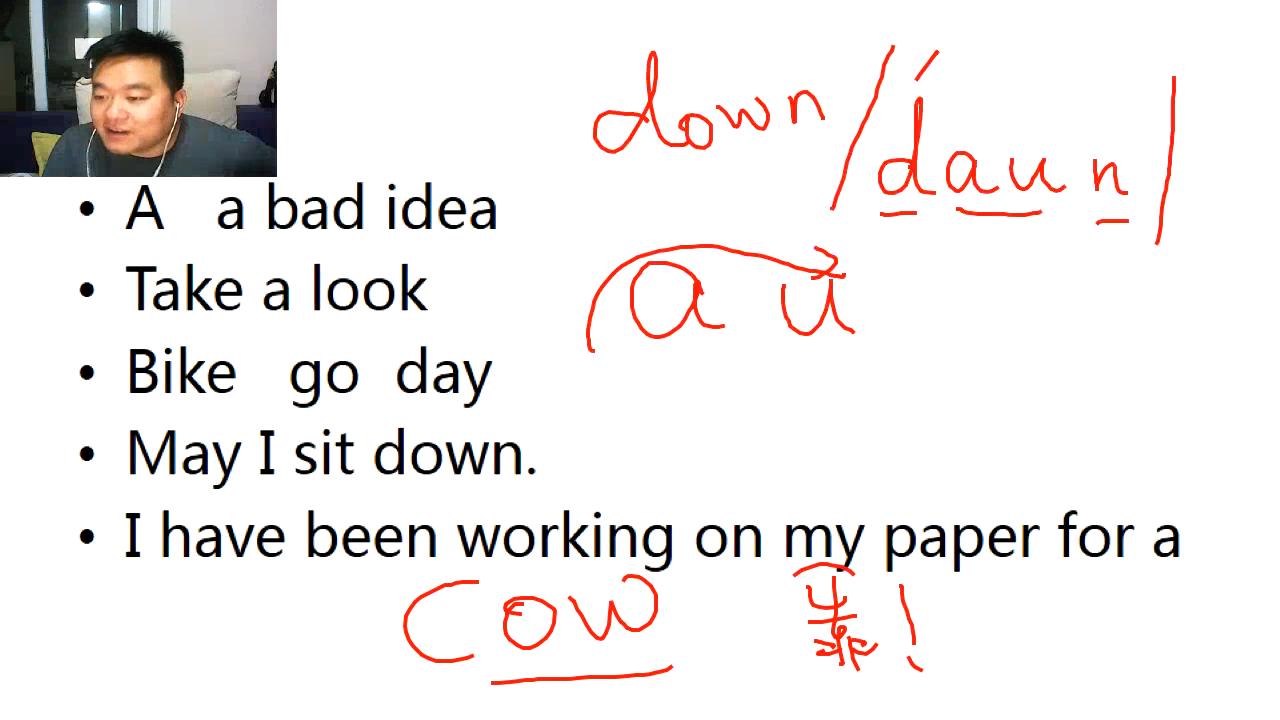 down /daun/
• A a bad idea
• Take a look
a u
• Bike go day
• May I sit down.
• I have been working on my paper for a
cow !